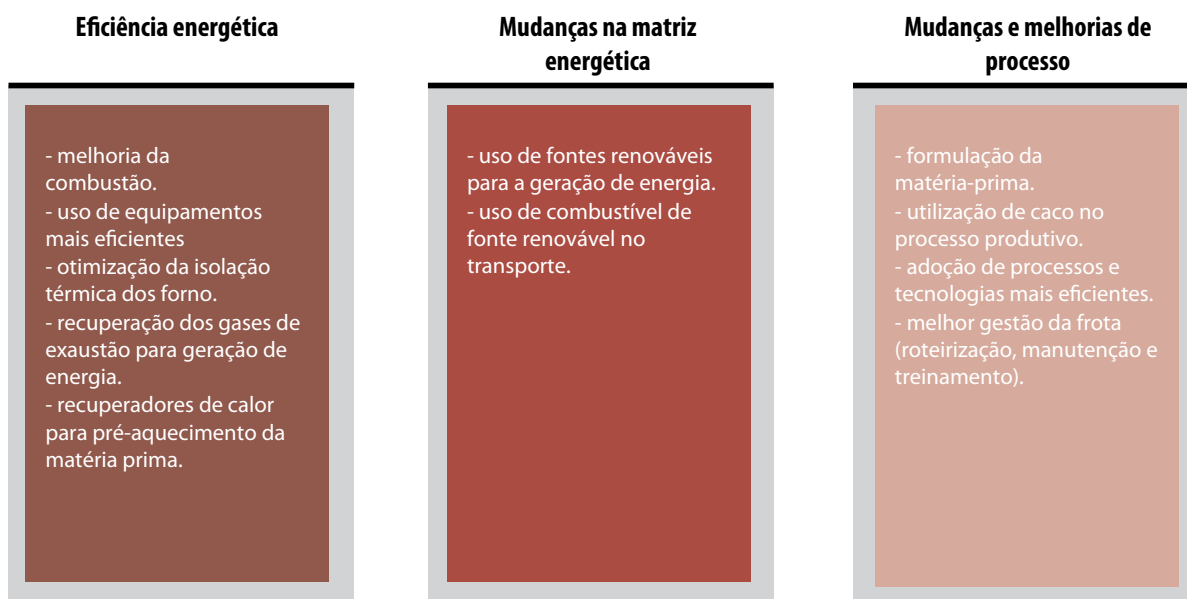 Eficiência energética
- melhoria da
combustão.
- uso de equipamentos
mais eficientes
- otimização da isolação
térmica dos forno.
- recuperação dos gases de
exaustão para geração de
energia.
- recuperadores de calor
para pré-aquecimento da
matéria prima.
Mudanças na matriz
energética
- uso de fontes renováveis
para a geração de energia.
- uso de combustível de
fonte renovável no
transporte.
Mudanças e melhorias de
processo
- formulação da
matéria-prima.
- utilização de caco no
processo produtivo.
- adoção de processos e
tecnologias mais eficientes.
- melhor gestão da frota
(roteirização, manutenção e
treinamento).